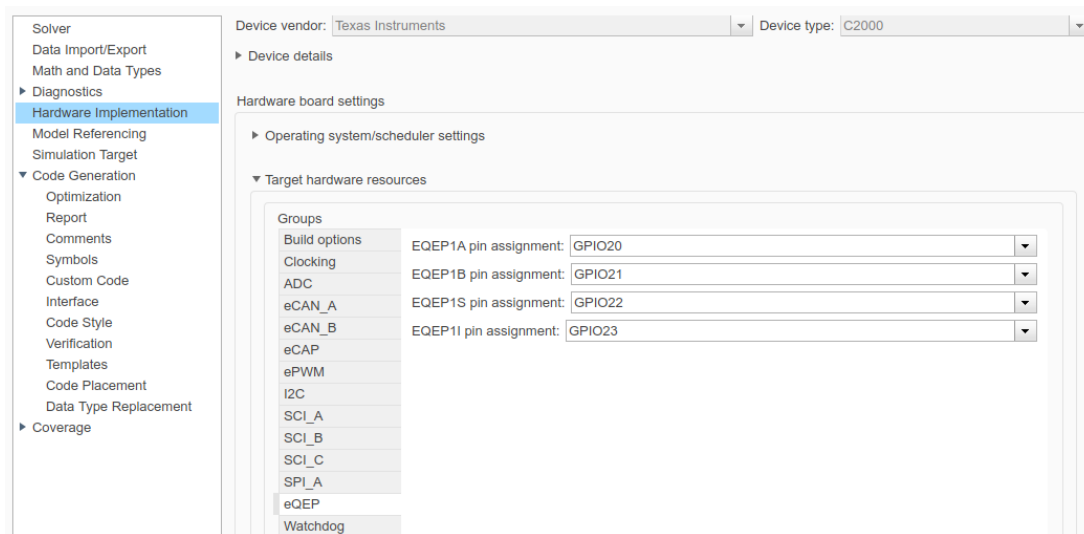 Device vendor: Texas Instruments Device type: C2000
Device details
Hardware board settings
Operating system/scheduler settings
Target hardware resources
Solver
Data Import/Export
Math and Data Types
Diagnostics
Hardware Implementation
Model Referencing
Simulation Target
Code Generation
Optimization
Report
Comments
Symbols
Custom Code
Interface
Code Style
Verification
Templates
Code Placement
Data Type Replacement
Coverage
Groups
Build options
Clocking
ADC
eCAN_A
eCAN_B
eCAP
ePWM
I2C
SCI_A
SCI_B
SCI_C
SPI_A
eQEP
Watchdog
EQEP1A pin assignment: GPIO20
EQEP1B pin assignment: GPIO21
EQEP1S pin assignment: GPIO22
EQEP1I pin assignment: GPIO23